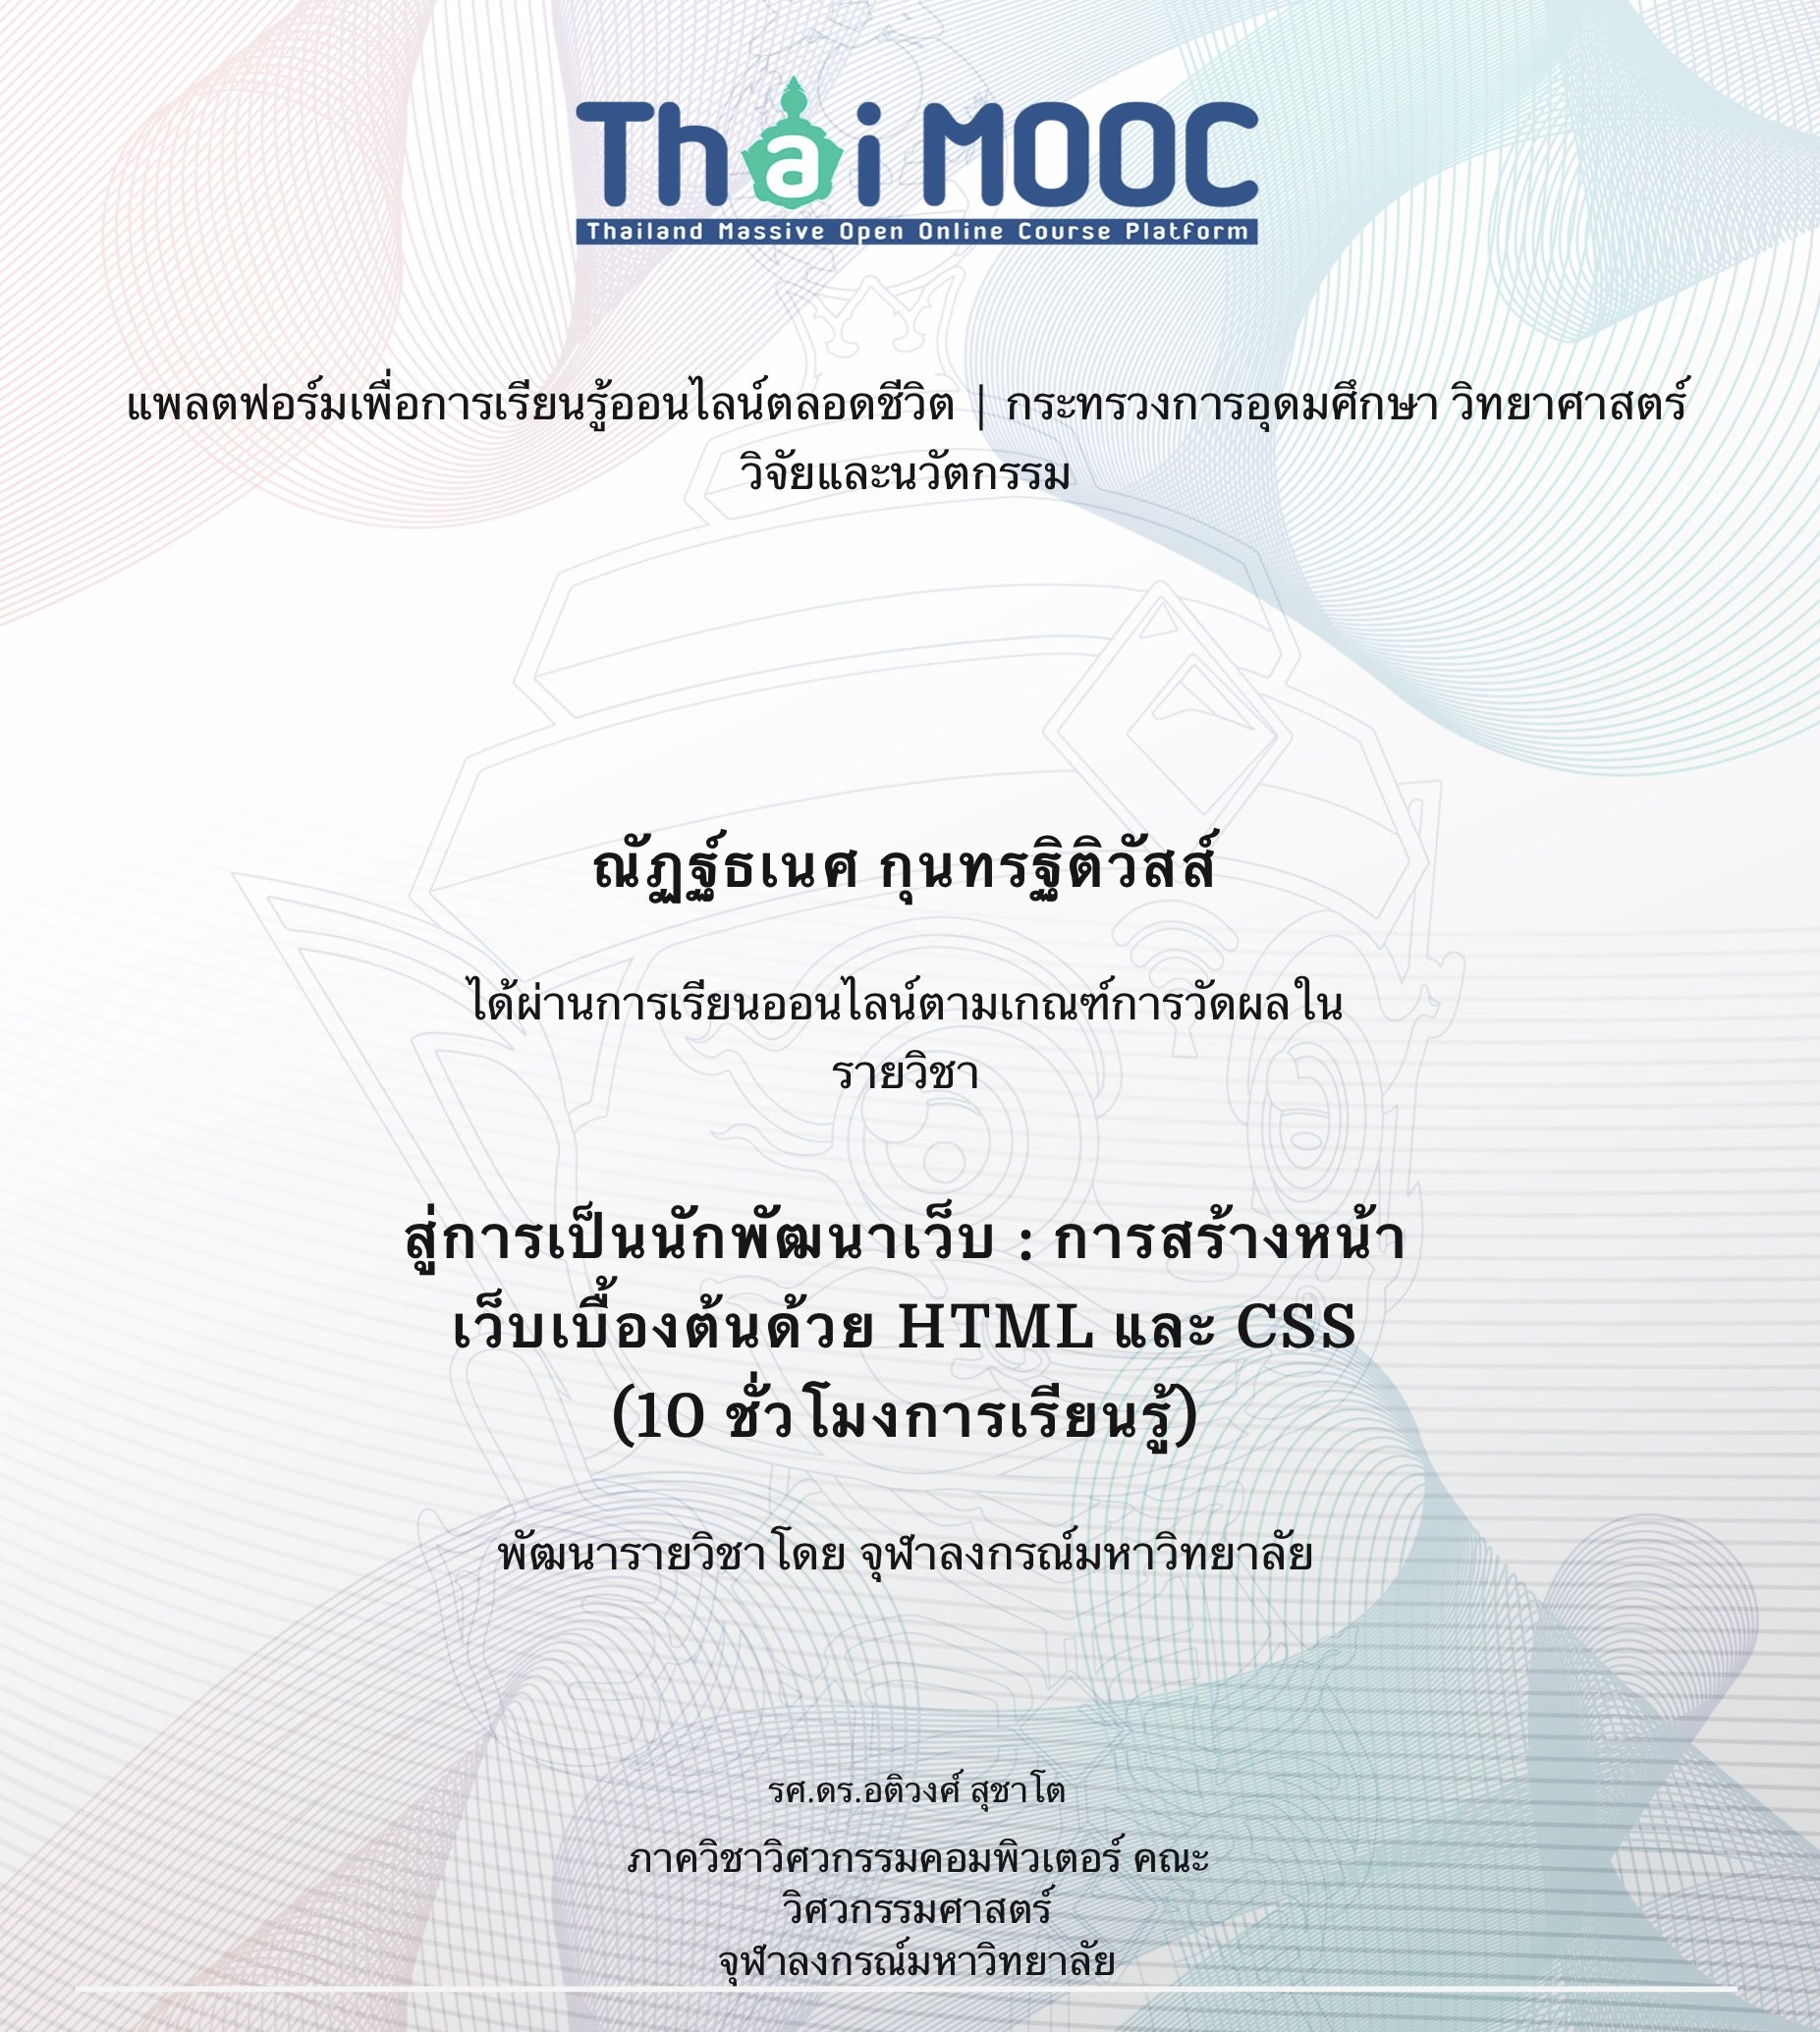 Thai MOOC
Thailand Massive Open Online Course Platform
แพลตฟอร์มเพื่อการเรียนรู้ออนไลน์ตลอดชีวิต | กระทรวงการอุดมศึกษา วิทยาศาสตร์
วิจัยและนวัตกรรม
ณัฏฐ์ธเนศ กุนทรฐิติวัสส์
ได้ผ่านการเรียนออนไลน์ตามเกณฑ์การวัดผลใน
รายวิชา
สู่การเป็นนักพัฒนาเว็บ : การสร้างหน้า
เว็บเบื้องต้นด้วย HTML และ CSS
(10 ชั่วโมงการเรียนรู้)
พัฒนารายวิชาโดย จุฬาลงกรณ์มหาวิทยาลัย
รศ.ดร.อติวงศ์ สุชาโต
ภาควิชาวิศวกรรมคอมพิวเตอร์ คณะ
วิศวกรรมศาสตร์
จุฬาลงกรณ์มหาวิทยาลัย